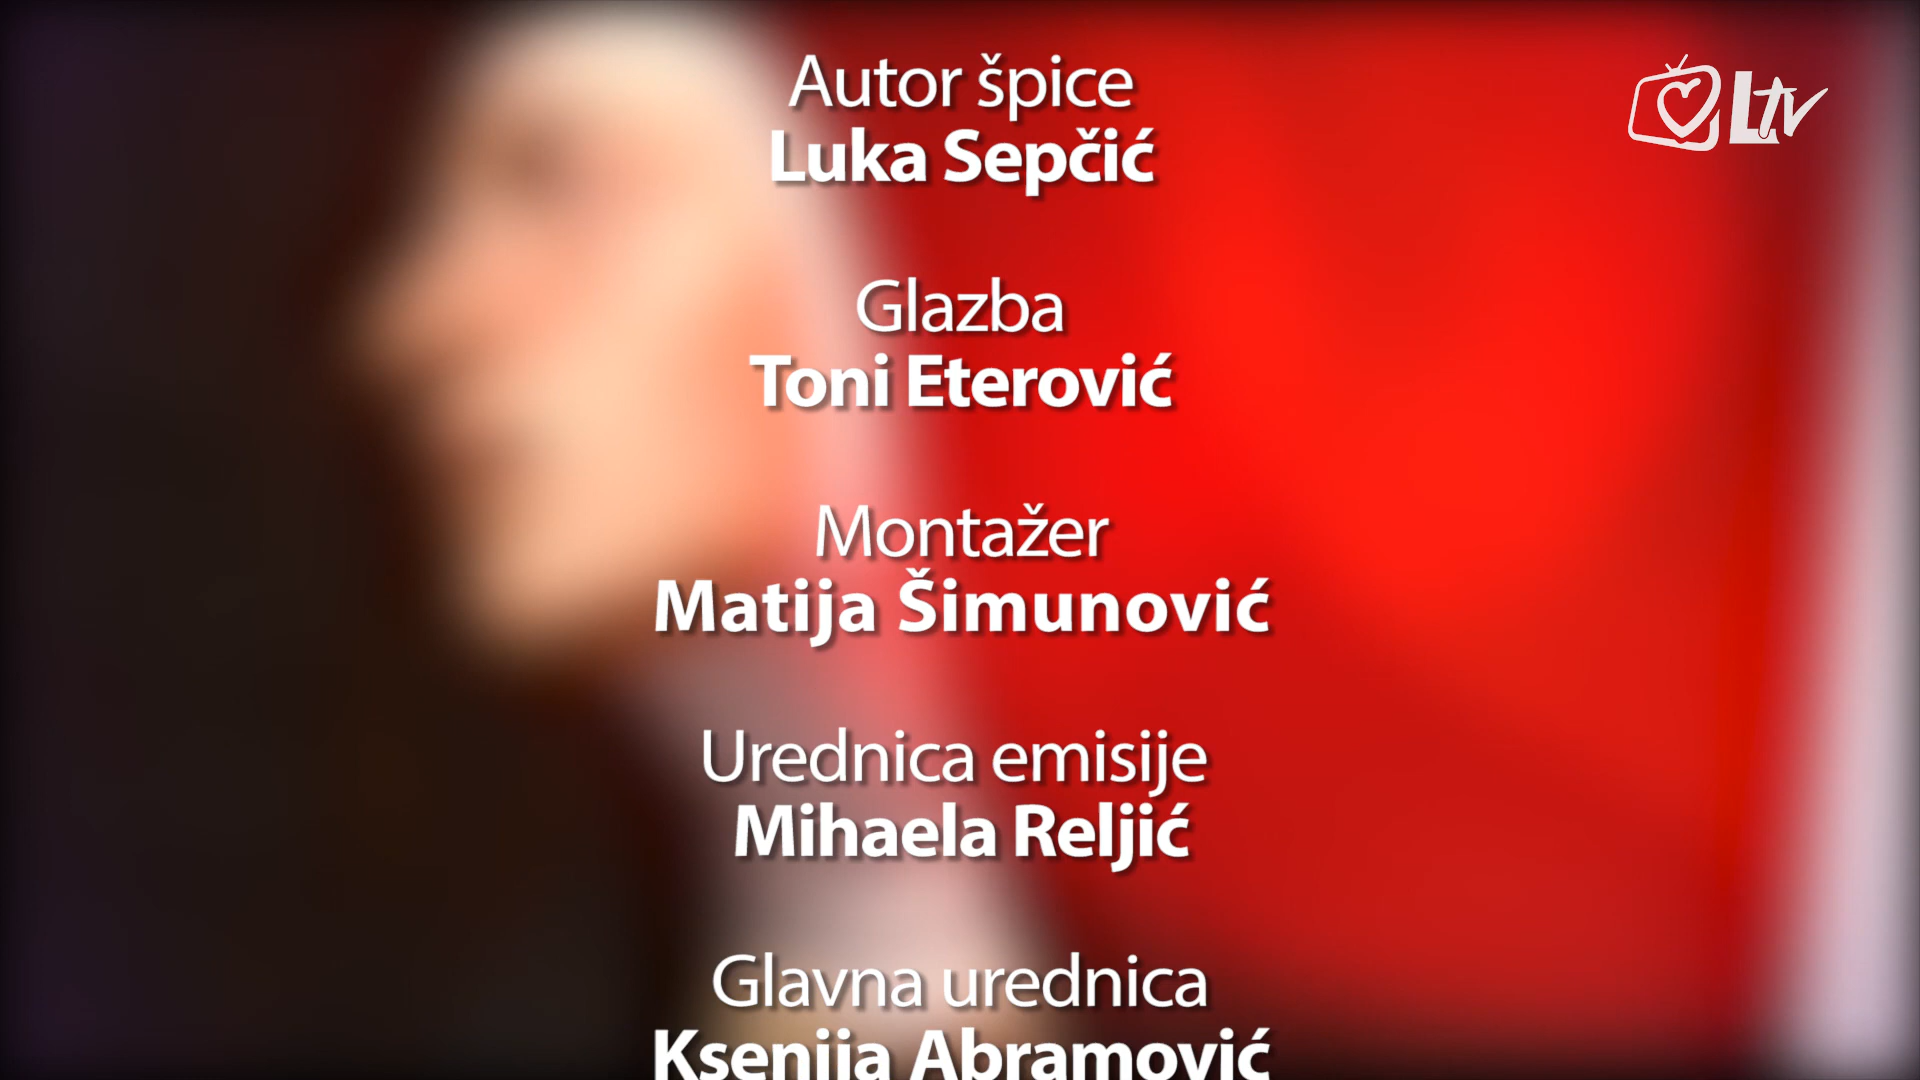 Autor špice
LTV
Luka Sepčić
Glazba
Toni Eterović
Montažer
Matija Šimunović
Urednica emisije
Mihaela Reljić
Glavna urednica
Ksenija Abramović